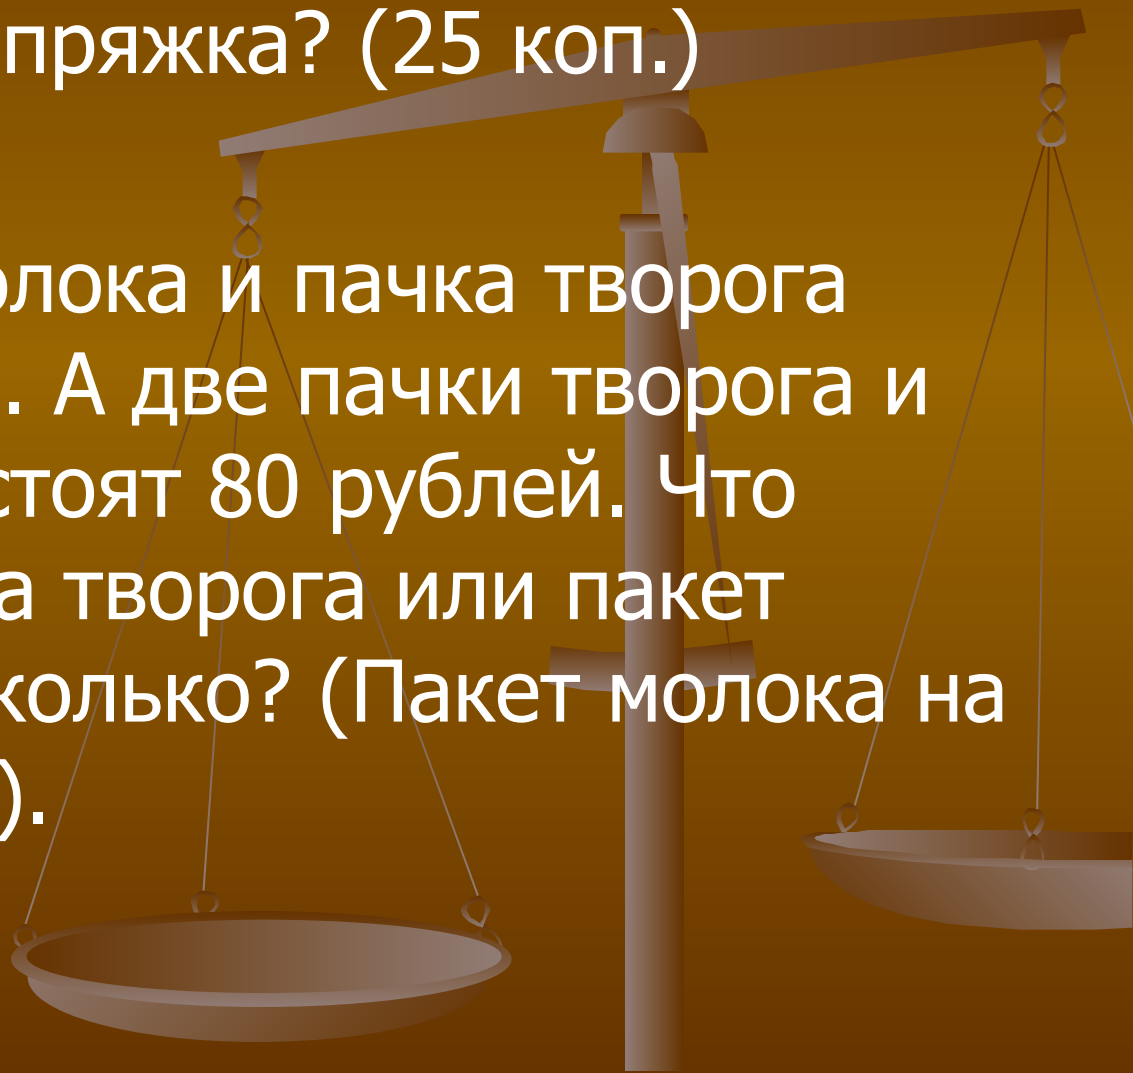 пряжка? (25 коп.)
олока и пачка творога
. А две пачки творога и
стоят 80 рублей. Что
а творога или пакет
колько? (Пакет молока на
).